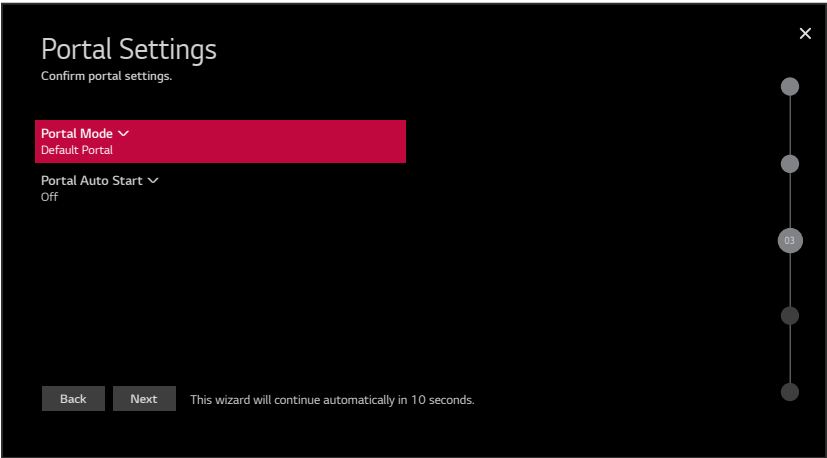 Portal Settings
Confirm portal settings.
Portal Mode
Default Portal
Portal Auto Start
Off
03
Back
Next
This wizard will continue automatically in 10 seconds.